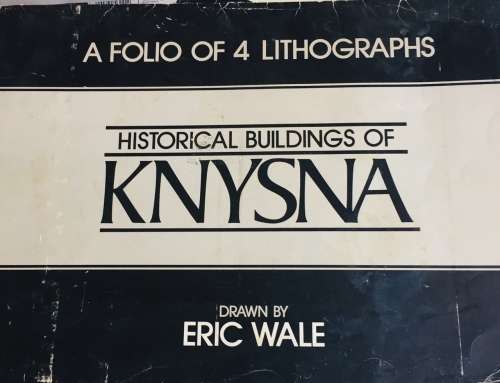 A FOLIO OF 4 LITHOGRAPHS
HISTORICAL BUILDINGS OF
KNYSNA
DRAWN BY
ERIC WALE